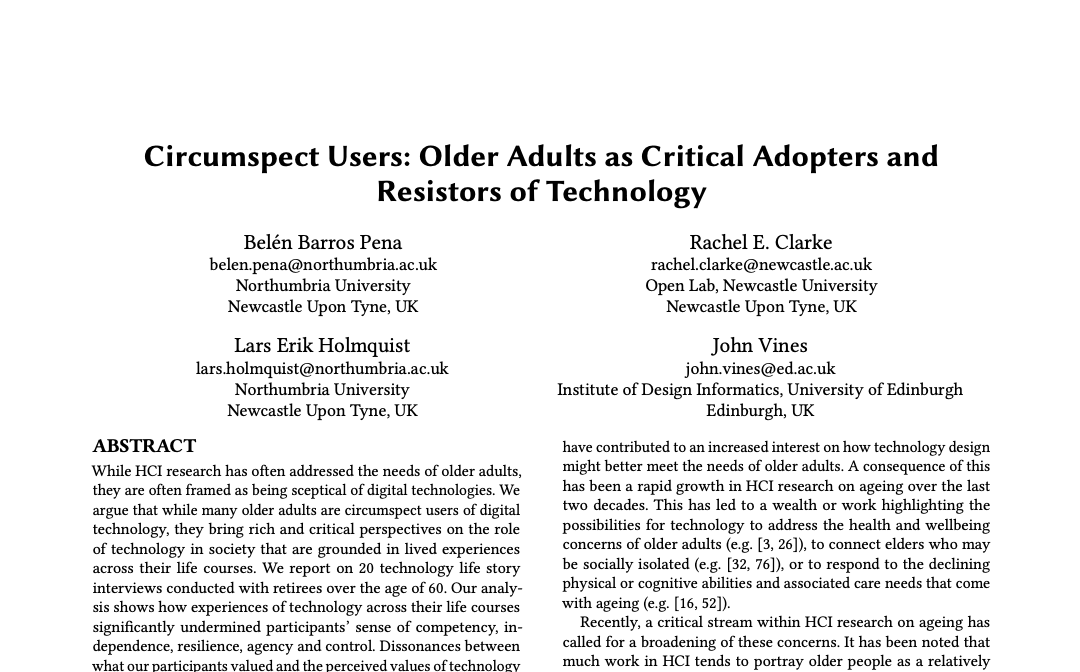 Circumspect Users: Older Adults as Critical Adopters and
Resistors of Technology
Belén Barros Pena
belen.pena@northumbria.ac.uk
Northumbria University
Newcastle Upon Tyne, UK
Rachel E. Clarke
rachel.clarke@newcastle.ac.uk
Open Lab, Newcastle University
Newcastle Upon Tyne, UK
Lars Erik Holmquist
lars.holmquist@northumbria.ac.uk
Northumbria University
Newcastle Upon Tyne, UK
John Vines
john.vines@ed.ac.uk
Institute of Design Informatics, University of Edinburgh
Edinburgh, UK
ABSTRACT
While HCI research has often addressed the needs of older adults,
they are often framed as being sceptical of digital technologies. We
argue that while many older adults are circumspect users of digital
technology, they bring rich and critical perspectives on the role
of technology in society that are grounded in lived experiences
across their life courses. We report on 20 technology life story
interviews conducted with retirees over the age of 60. Our analy-
sis shows how experiences of technology across their life courses
significantly undermined participants’ sense of competency, in-
dependence, resilience, agency and control. Dissonances between
what our participants valued and the perceived values of technology
have contributed to an increased interest on how technology design
might better meet the needs of older adults. A consequence of this
has been a rapid growth in HCI research on ageing over the last
two decades. This has led to a wealth or work highlighting the
possibilities for technology to address the health and wellbeing
concerns of older adults (e.g. [3, 26]), to connect elders who may
be socially isolated (e.g. [32, 76]), or to respond to the declining
physical or cognitive abilities and associated care needs that come
with ageing (e.g. [16, 52]).
Recently, a critical stream within HCI research on ageing has
called for a broadening of these concerns. It has been noted that
much work in HCI tends to portray older people as a relatively